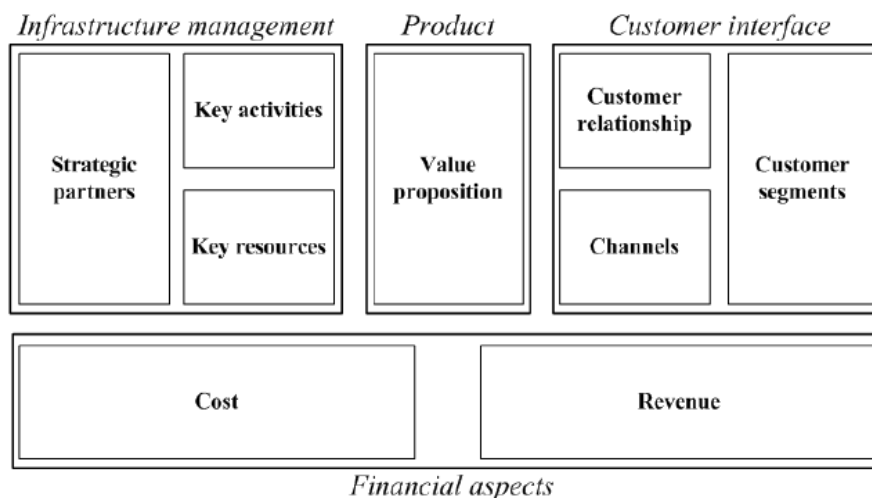 Infrastructure management
Product
Customer interface
Strategic
partners
Key activities
Key resources
Value
proposition
Customer
relationship
Channels
Customer
segments
Cost
Revenue
Financial aspects